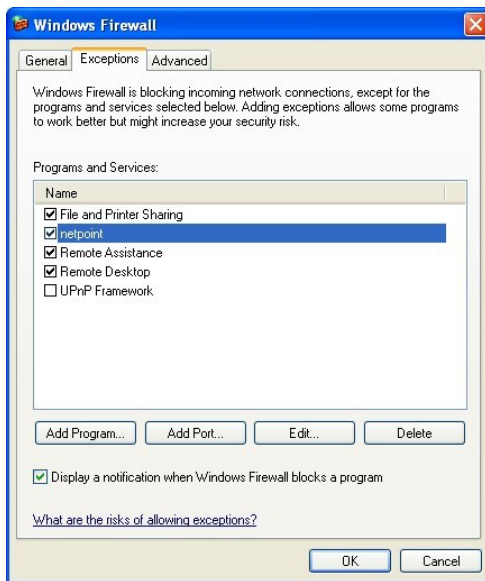 Windows Firewall
General Exceptions Advanced
Windows Firewall is blocking incoming network connections, except for the
programs and services selected below. Adding exceptions allows some programs
to work better but might increase your security risk.
Programs and Services:
Name
File and Printer Sharing
netpoint
Remote Assistance
Remote Desktop
UPnP Framework
Add Program... Add Port... Edit... Delete
Display a notification when Windows Firewall blocks a program
What are the risks of allowing exceptions?
OK Cancel